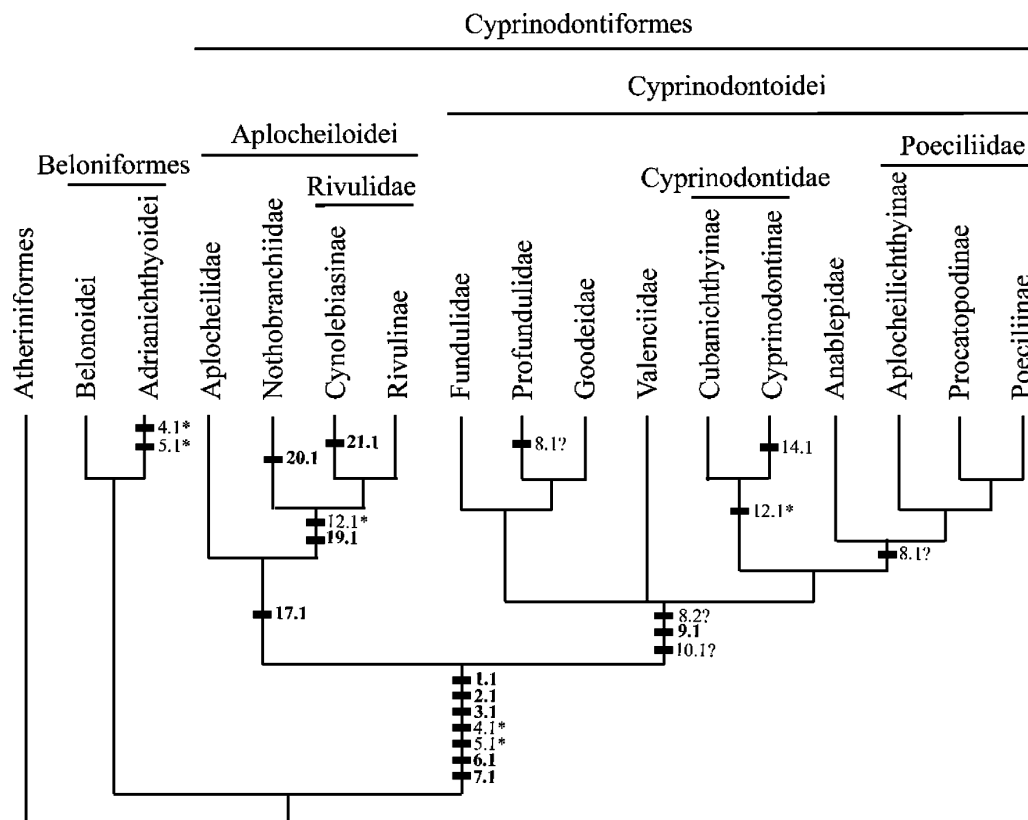 Cyprinodontiformes
Cyprinodontoidei
Aplocheiloidei
Poeciliidae
Beloniformes
Cyprinodontidae
Rivulidae
Atheriniformes
Belonoidei
Adrianichthyoidei
Aplocheilidae
Nothobranchiidae
Cynolebiasinae
Rivulinae
Fundulidae
Profundulidae
Goodeidae
Valenciidae
Cubanichthyinae
Cyprinodontinae
Anablepidae
Aplocheilichthyinae
Procatopodinae
Poeciliinae
4.1*
5.1*
20.1
21.1
8.1?
14.1
12.1*
19.1
12.1*
8.1?
17.1
8.2?
9.1
10.1?
1.1
2.1
3.1
4.1*
5.1*
6.1
7.1